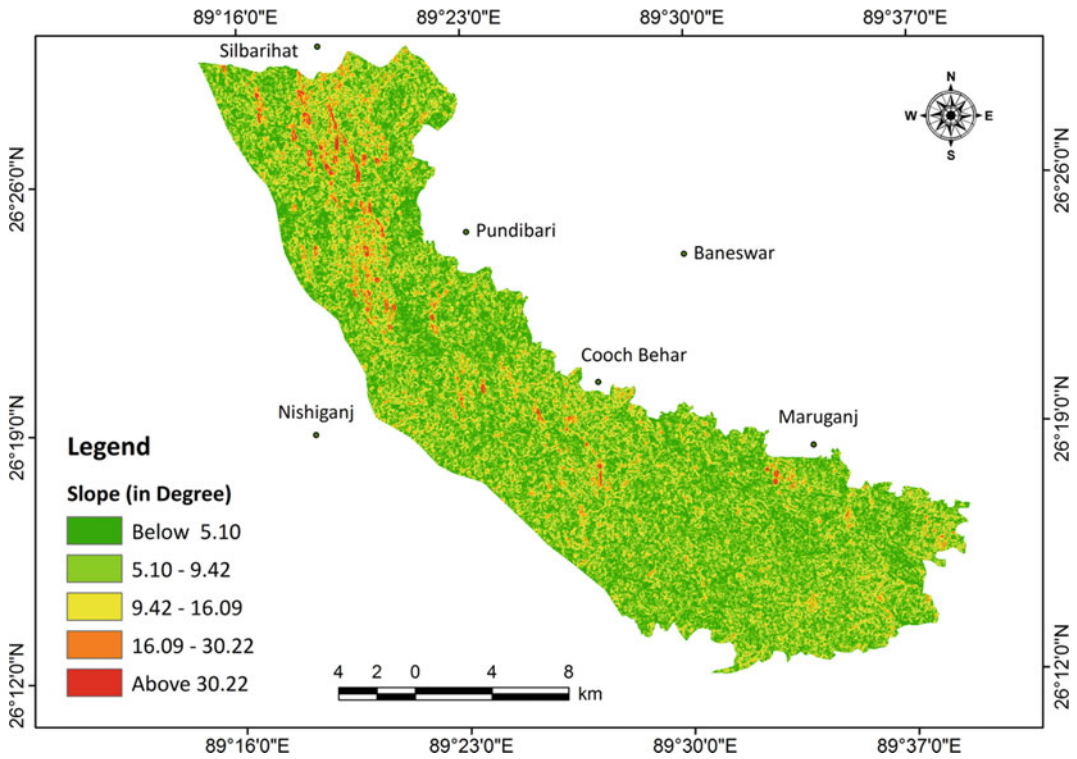 89°16'0"E 89°23'0"E 89°30'0"E 89°37'0"E
Silbarihat
N
W E
S
26°26'0"N 26°26'0"N
Pundibari
Baneswar
Cooch Behar
Nishiganj
Maruganj
26°19'0"N 26°19'0"N
Legend
Slope (in Degree)
Below 5.10
5.10 - 9.42
9.42 - 16.09
16.09 - 30.22
Above 30.22
4 2 0 4 8
km
26°12'0"N 26°12'0"N
89°16'0"E 89°23'0"E 89°30'0"E 89°37'0"E